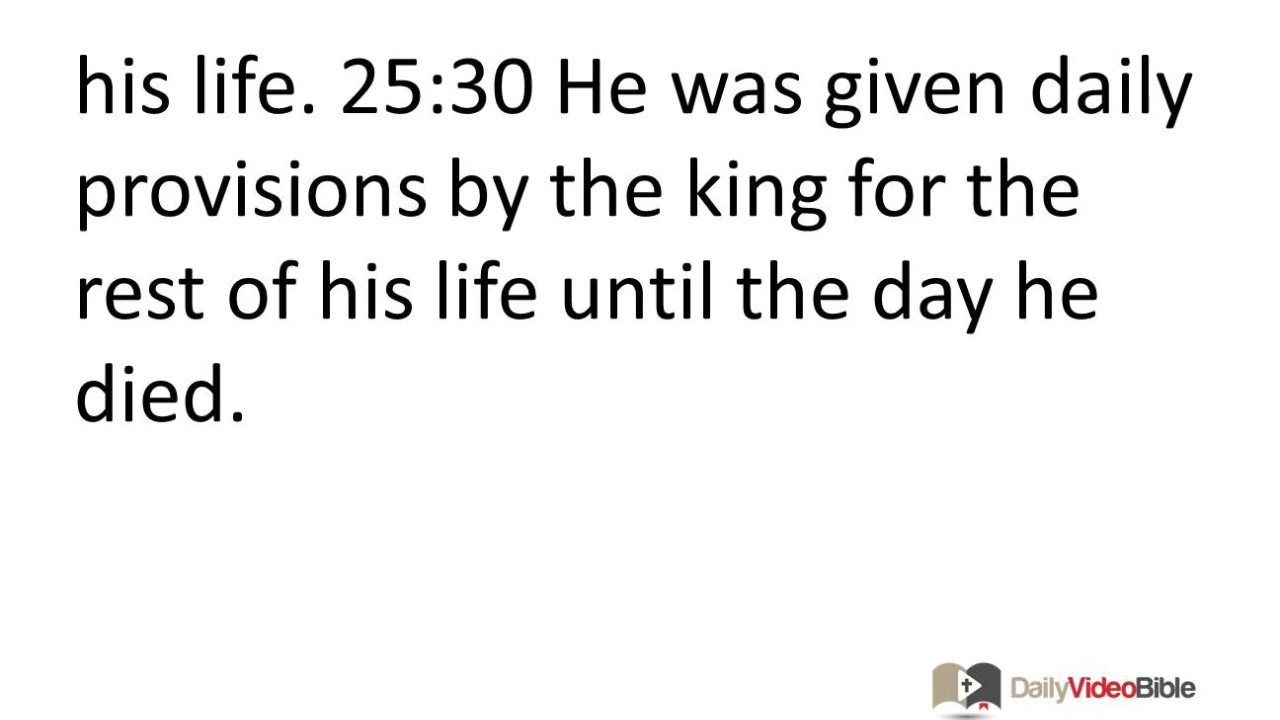 his life. 25:30 He was given daily
provisions by the king for the
rest of his life until the day he
died.
DailyVideoBible